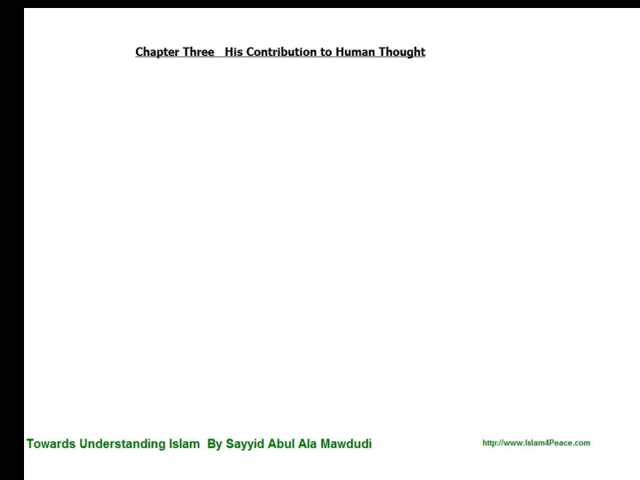 Chapter Three His Contribution to Human Thought
Towards Understanding Islam By Sayyid Abul Ala Mawdudi
http://www.Islam4Peace.com